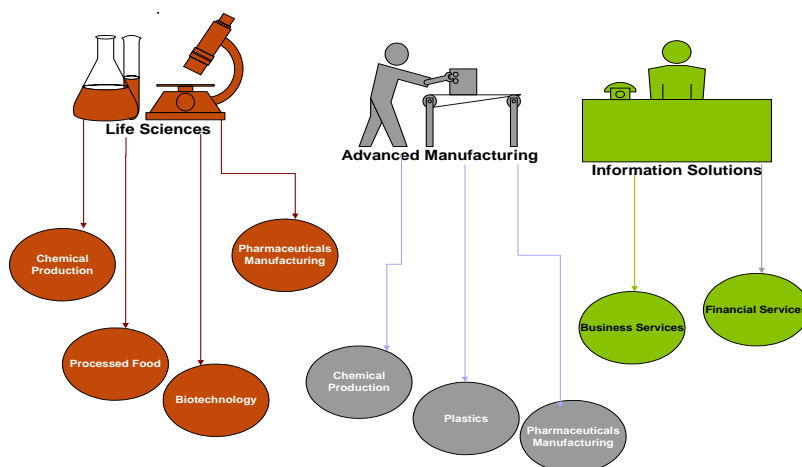 Life Sciences
Advanced Manufacturing
Information Solutions
Chemical
Production
Pharmaceuticals
Manufacturing
Processed Food
Biotechnology
Chemical
Production
Plastics
Pharmaceuticals
Manufacturing
Business Services
Financial Services